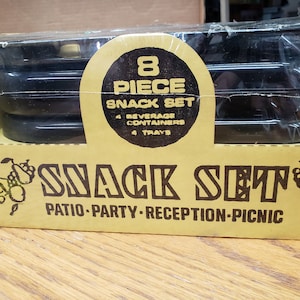 8
PIECE
SNACK SET
4 BEVERAGE
CONTAINERS
4 TRAYS
SNACK SET
PATIO·PARTY·RECEPTION·PICNIC